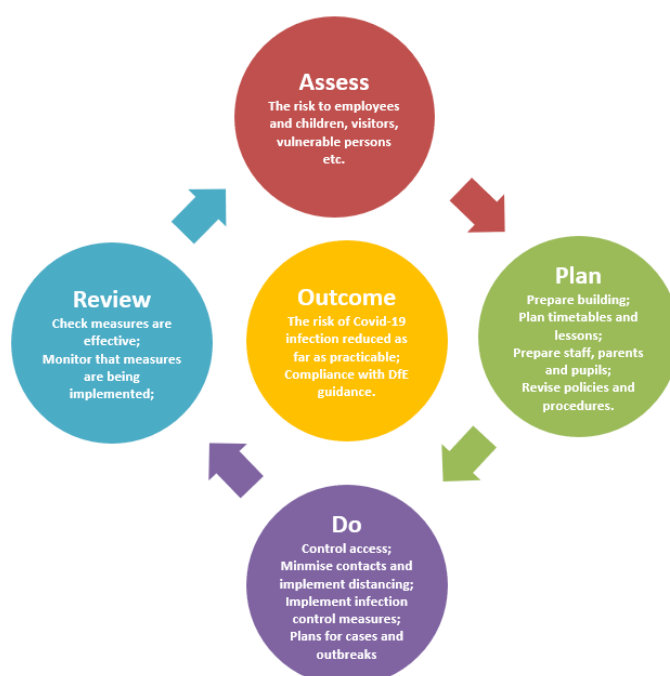 Assess
The risk to employees
and children, visitors,
vulnerable persons
etc.
Plan
Prepare building;
Plan timetables and
lessons;
Prepare staff, parents
and pupils;
Revise policies and
procedures.
Do
Control access;
Minmise contacts and
implement distancing;
Implement infection
control measures;
Plans for cases and
outbreaks
Review
Check measures are
effective;
Monitor that measures
are being
implemented;
Outcome
The risk of Covid-19
infection reduced as
far as practicable;
Compliance with DfE
guidance.